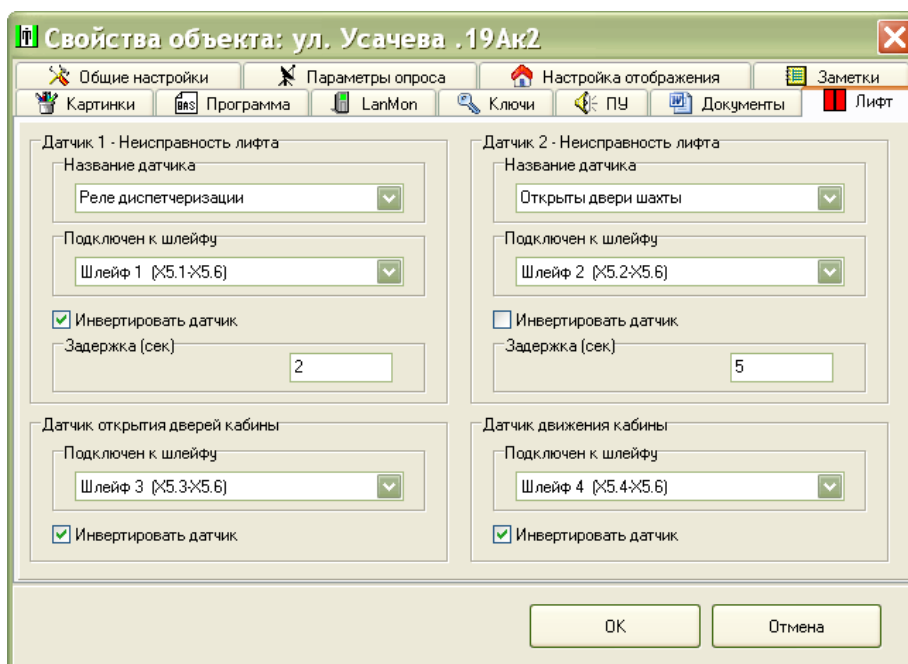 Свойства объекта: ул. Усачева .19Ак2
Общие настройки Параметры опроса Настройка отображения Заметки
Картинки BAS Программа LanMon Ключи ПУ Документы Лифт
Датчик 1 - Неисправность лифта
Название датчика
Реле диспетчеризации
Подключен к шлейфу
Шлейф 1 (X5.1-X5.6)
Инвертировать датчик
Задержка (сек)
2
Датчик 2 - Неисправность лифта
Название датчика
Открыты двери шахты
Подключен к шлейфу
Шлейф 2 (X5.2-X5.6)
Инвертировать датчик
Задержка (сек)
5
Датчик открытия дверей кабины
Подключен к шлейфу
Шлейф 3 (X5.3-X5.6)
Инвертировать датчик
Датчик движения кабины
Подключен к шлейфу
Шлейф 4 (X5.4-X5.6)
Инвертировать датчик
OK Отмена